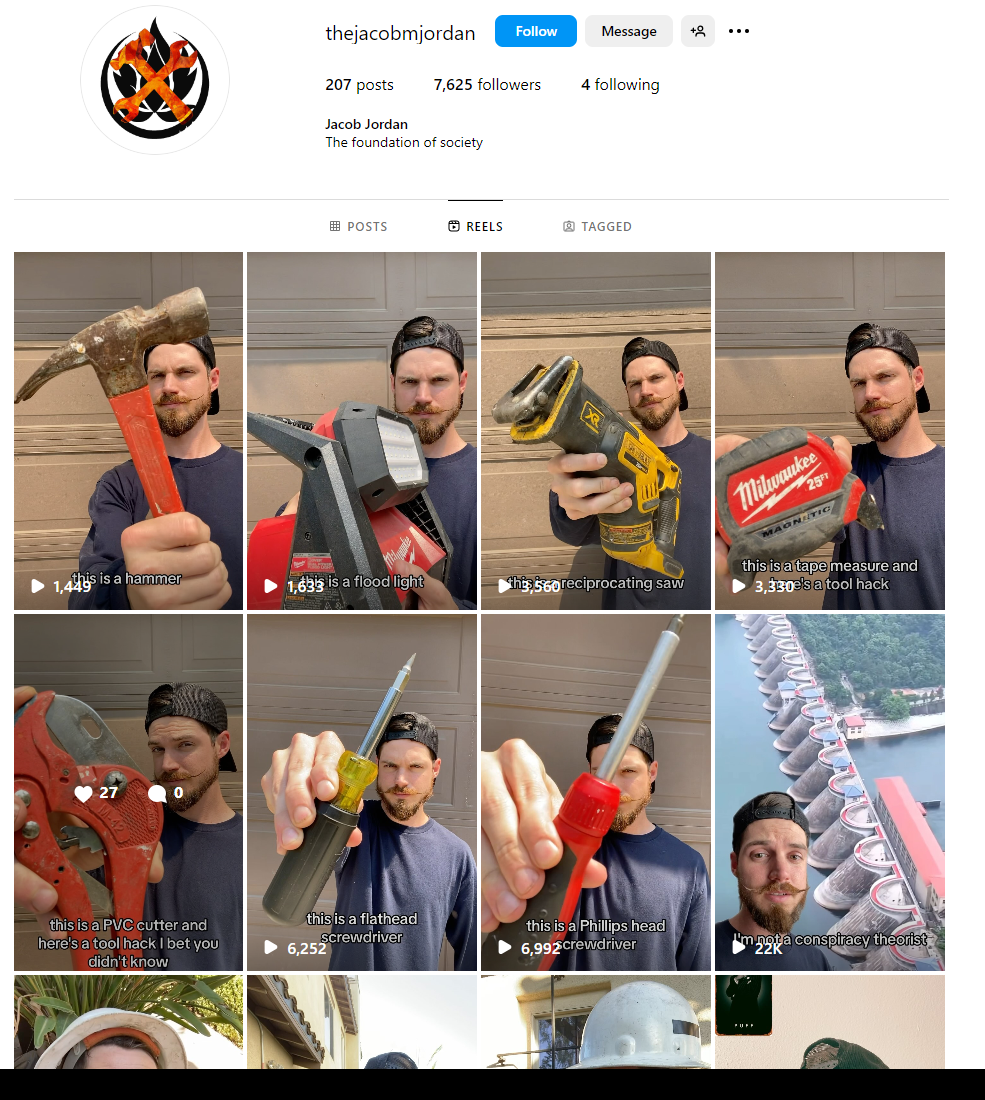 thejacobmjordan Follow Message
207 posts 7,625 followers 4 following
Jacob Jordan
The foundation of society
POSTS REELS TAGGED
this is a hammer
1,449
this is a flood light
1,633
XR
this is a reciprocating saw
3,560
Milwaukee
25FT
MAGNETIC
this is a tape measure and
here's a tool hack
3,330
27 0
this is a PVC cutter and
here's a tool hack I bet you
didn't know
this is a flathead
screwdriver
6,252
this is a Phillips head
screwdriver
6,992
I'm not a conspiracy theorist
22K
PUFF